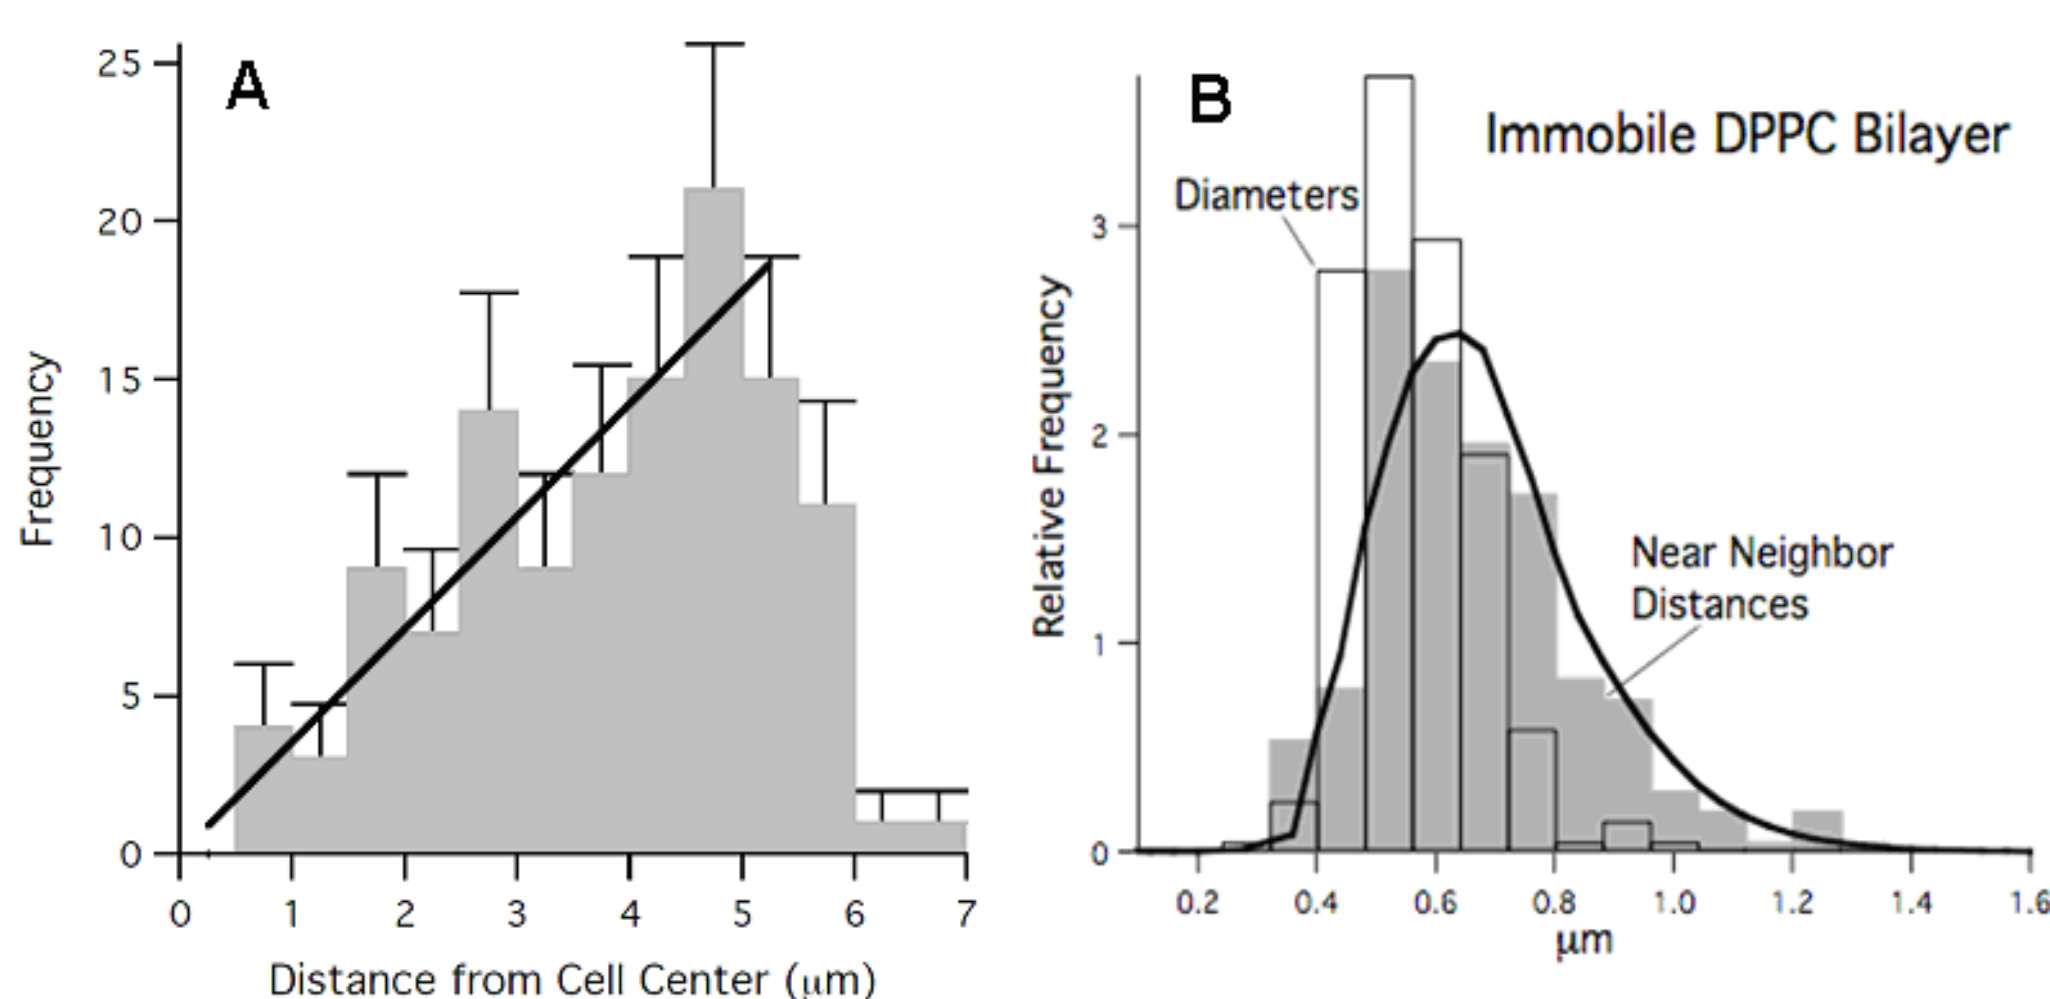 A
25
20
15
10
5
0
Frequency
0 1 2 3 4 5 6 7
Distance from Cell Center (μm)
B
Immobile DPPC Bilayer
Diameters
3
2
1
0
Relative Frequency
Near Neighbor
Distances
0.2 0.4 0.6 0.8 1.0 1.2 1.4 1.6
μm